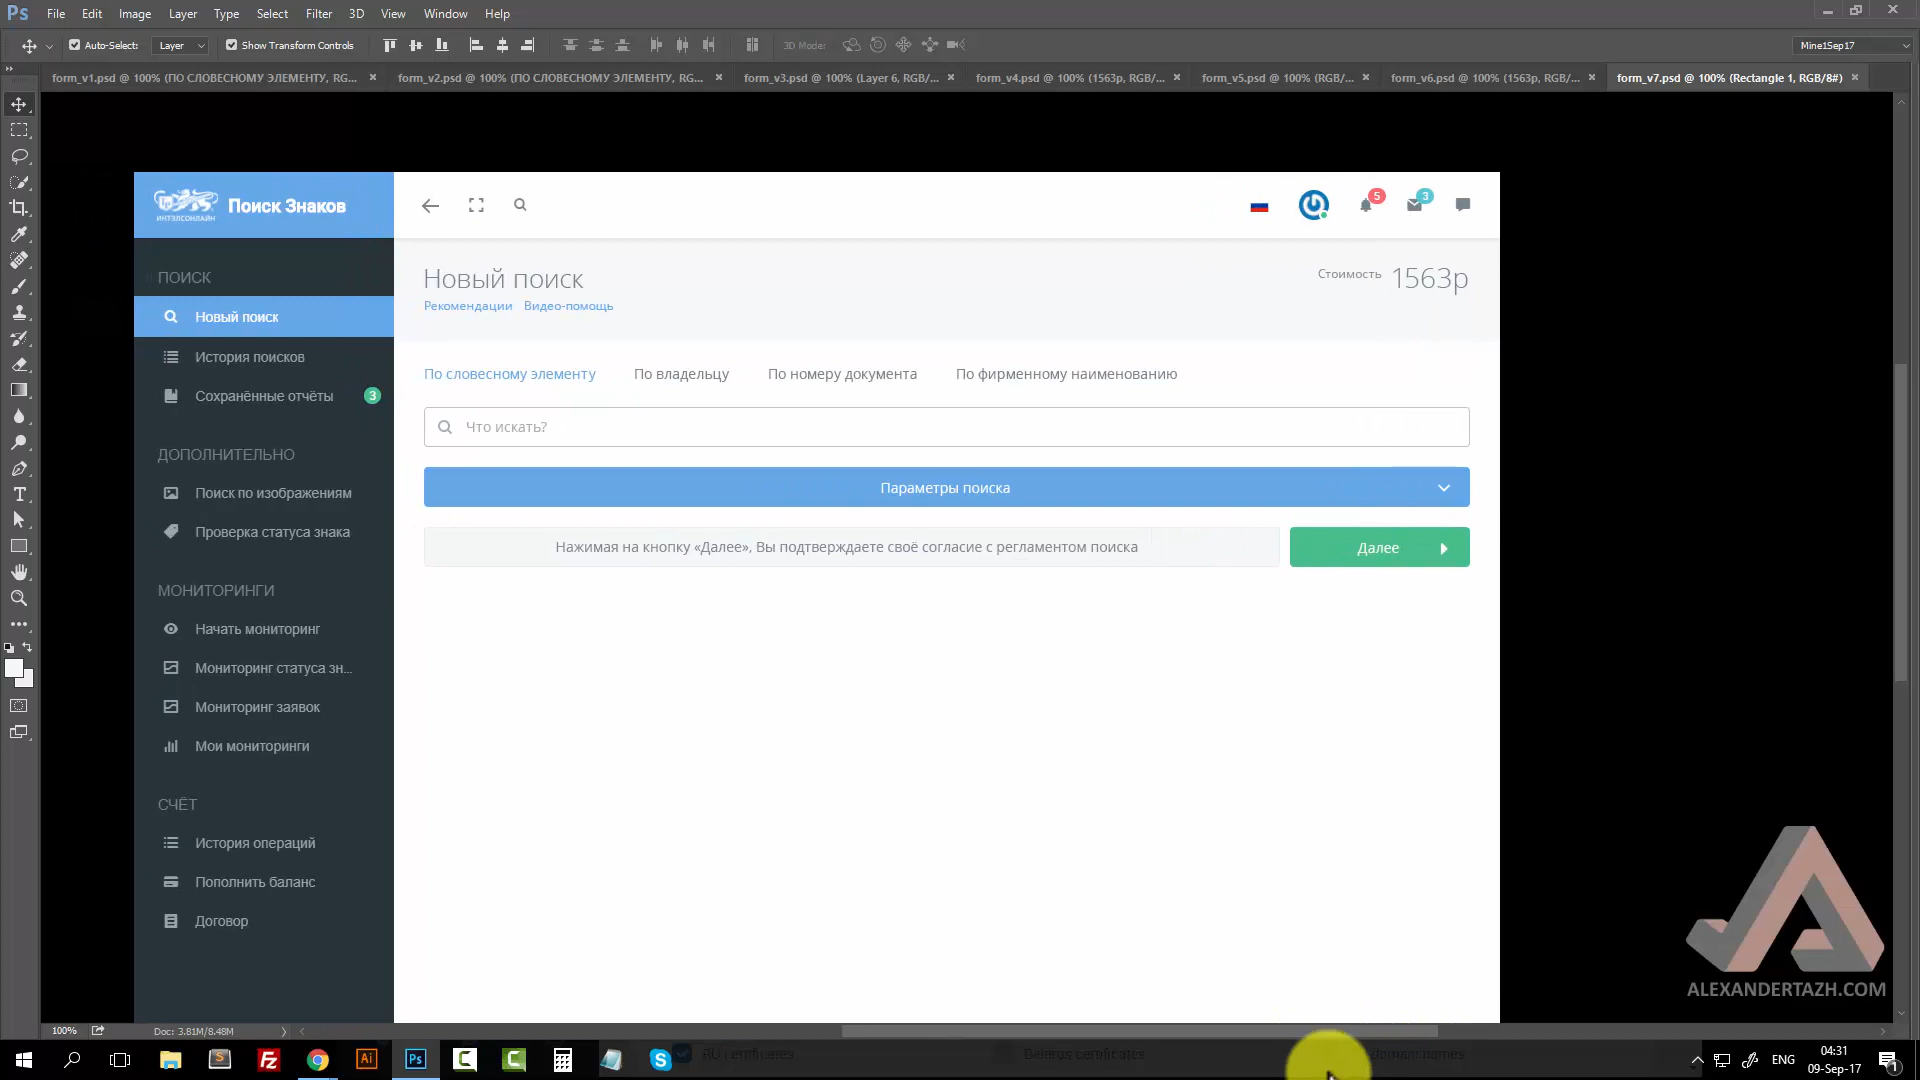 Ps File Edit Image Layer Type Select Filter 3D View Window Help
Auto-Select: Layer Show Transform Controls 3D Mode: Mine1Sep17
form_v1.psd @ 100% (ПО СЛОВЕСНОМУ ЭЛЕМЕНТУ, RG... × form_v2.psd @ 100% (ПО СЛОВЕСНОМУ ЭЛЕМЕНТУ, RG... × form_v3.psd @ 100% (Layer 6, RGB/... × form_v4.psd @ 100% (1563р, RGB/... × form_v5.psd @ 100% (RGB/... × form_v6.psd @ 100% (1563р, RGB/... × form_v7.psd @ 100% (Rectangle 1, RGB/8#) ×
ИНТЭЛСОНЛАЙН
Поиск Знаков
5
3
ПОИСК
Новый поиск
История поисков
Сохранённые отчёты 3
ДОПОЛНИТЕЛЬНО
Поиск по изображениям
Проверка статуса знака
МОНИТОРИНГИ
Начать мониторинг
Мониторинг статуса зн...
Мониторинг заявок
Мои мониторинги
СЧЁТ
История операций
Пополнить баланс
Договор
Новый поиск
Стоимость 1563р
Рекомендации Видео-помощь
По словесному элементу По владельцу По номеру документа По фирменному наименованию
Что искать?
Параметры поиска
Нажимая на кнопку «Далее», Вы подтверждаете своё согласие с регламентом поиска
Далее
ALEXANDERTAZH.COM
100% Doc: 3.81M/8.48M
RU certificates Belarus certificates Domain names
Ai Ps ENG
04:31
09-Sep-17
1